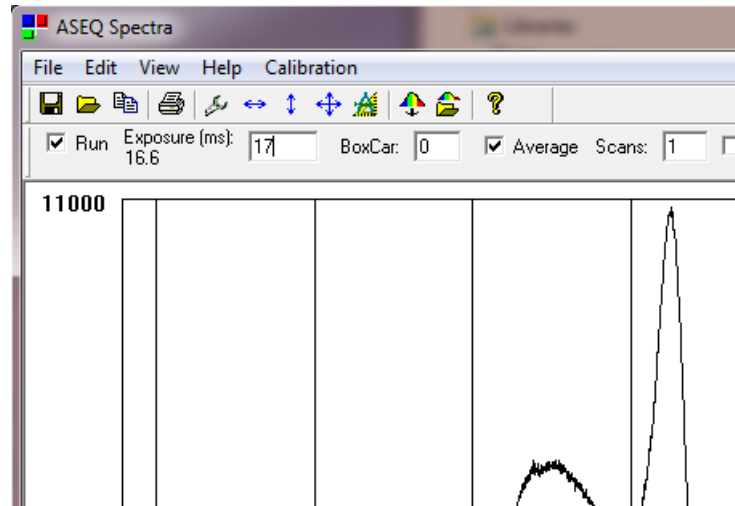 ASEQ Spectra
Libraries
File Edit View Help Calibration
Run Exposure (ms): 17 BoxCar: 0 Average Scans: 1
16.6
11000